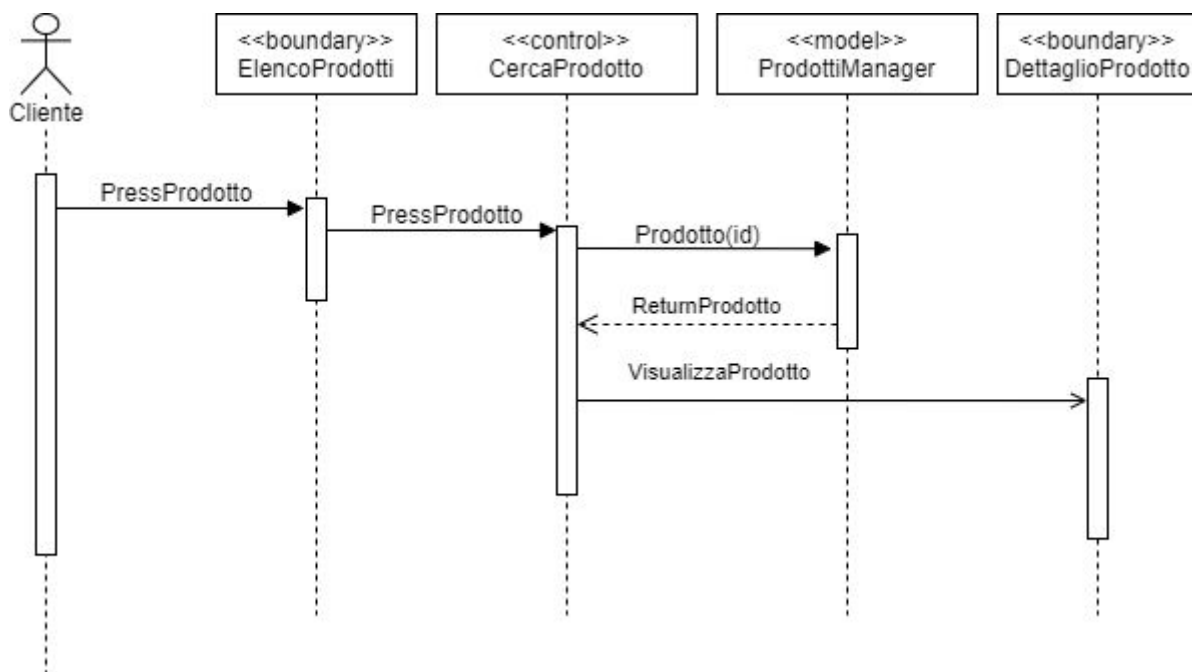 <<boundary>>
ElencoProdotti
<<control>>
CercaProdotto
<<model>>
ProdottiManager
<<boundary>>
DettaglioProdotto
Cliente
PressProdotto
PressProdotto
Prodotto(id)
ReturnProdotto
VisualizzaProdotto